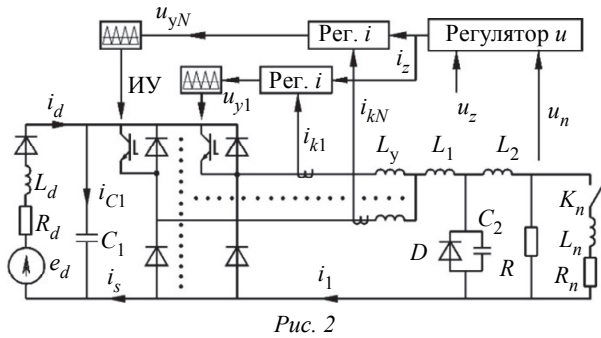 u_yN
Рег. i
Регулятор u
i_z
ИУ
Рег. i
u_y1
i_kN
u_z
u_n
i_d
i_k1
L_y
L_1
L_2
K_n
L_d
i_C1
C_2
L_n
R_d
C_1
D
R
R_n
e_d
i_s
i_1
Рис. 2